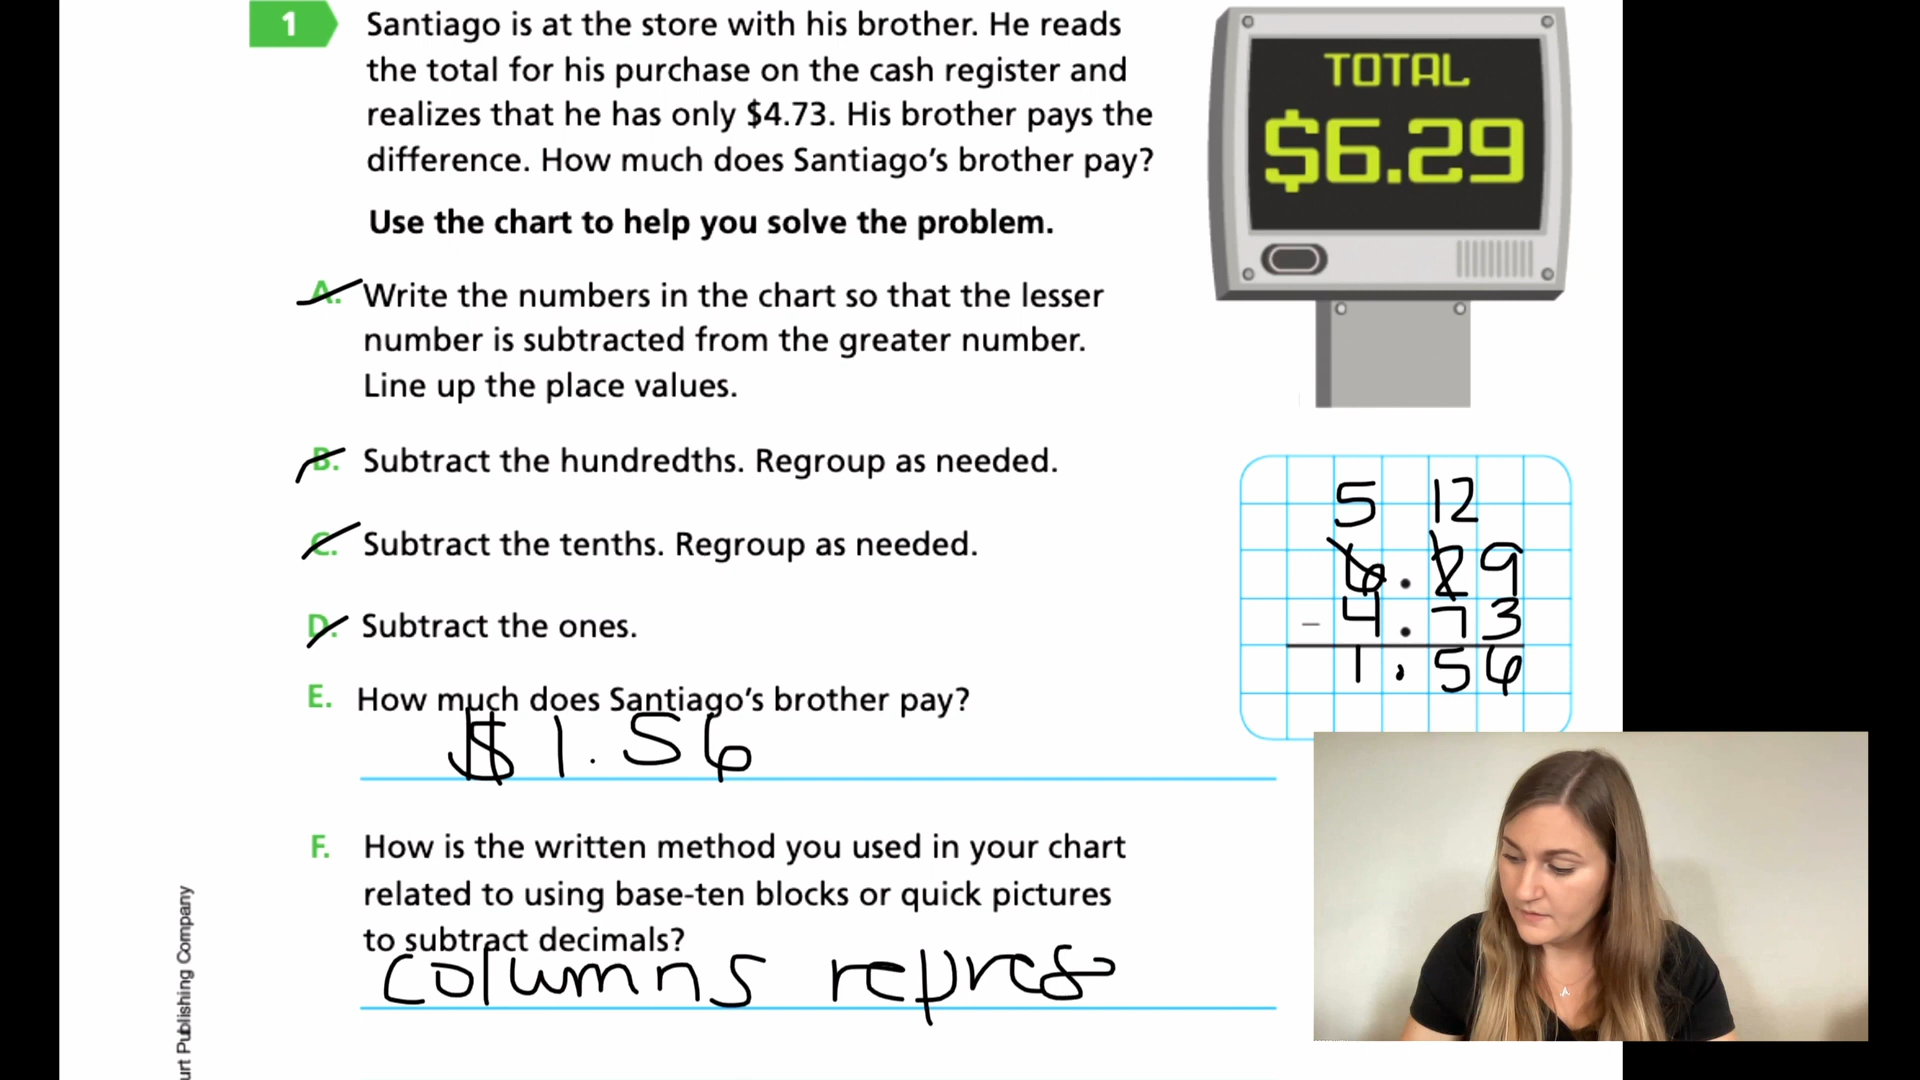 1
Santiago is at the store with his brother. He reads
the total for his purchase on the cash register and
realizes that he has only $4.73. His brother pays the
difference. How much does Santiago's brother pay?
TOTAL
$6.29
Use the chart to help you solve the problem.
A. Write the numbers in the chart so that the lesser
number is subtracted from the greater number.
Line up the place values.
B. Subtract the hundredths. Regroup as needed.
C. Subtract the tenths. Regroup as needed.
D. Subtract the ones.
5 12
6.29
- 4.73
1.56
E. How much does Santiago's brother pay?
$1.56
F. How is the written method you used in your chart
related to using base-ten blocks or quick pictures
to subtract decimals?
columns repres
urt Publishing Company